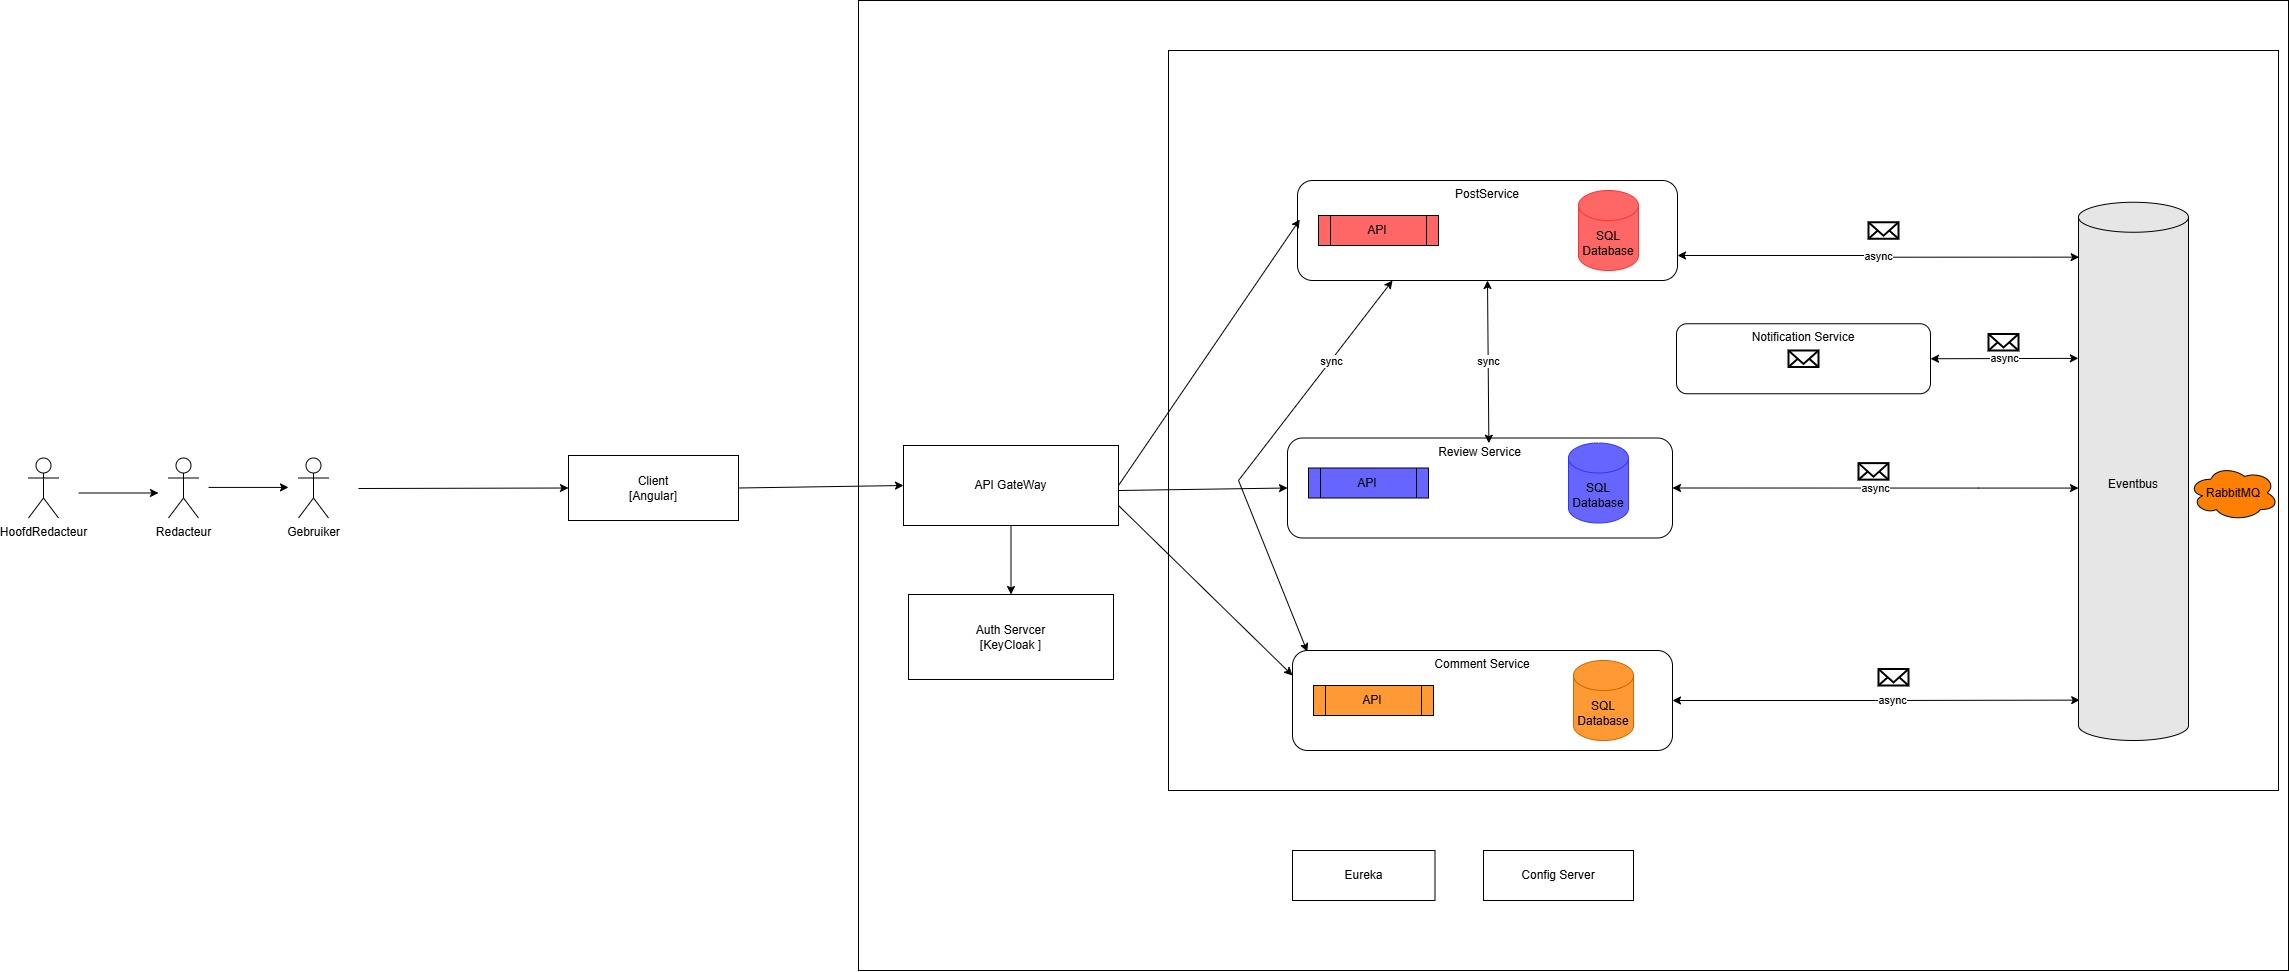 HoofdRedacteur
Redacteur
Gebruiker
Client
[Angular]
API GateWay
Auth Servcer
[KeyCloak ]
PostService
API
SQL
Database
async
Notification Service
async
sync
sync
Review Service
API
SQL
Database
async
Comment Service
API
SQL
Database
async
Eventbus
RabbitMQ
Eureka
Config Server